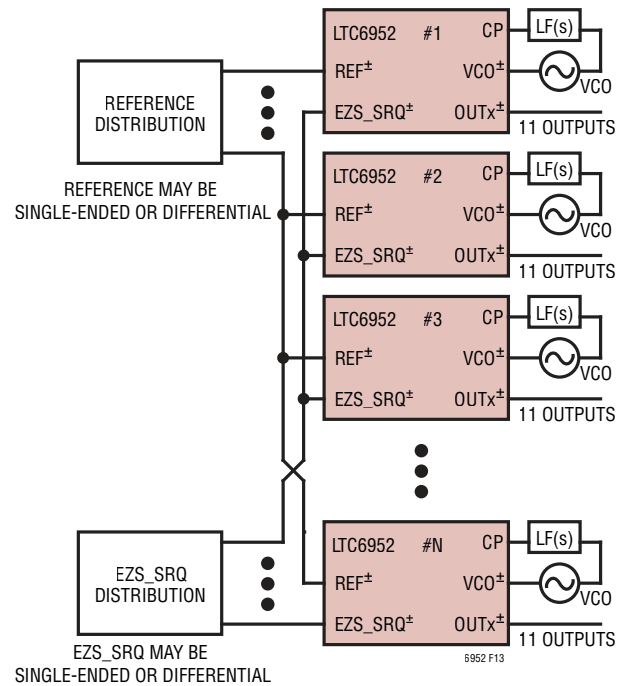 LTC6952 #1 CP LF(s)
REF± VCO± VCO
EZS_SRQ± OUTx± 11 OUTPUTS
REFERENCE
DISTRIBUTION
REFERENCE MAY BE
SINGLE-ENDED OR DIFFERENTIAL
LTC6952 #2 CP LF(s)
REF± VCO± VCO
EZS_SRQ± OUTx± 11 OUTPUTS
LTC6952 #3 CP LF(s)
REF± VCO± VCO
EZS_SRQ± OUTx± 11 OUTPUTS
LTC6952 #N CP LF(s)
REF± VCO± VCO
EZS_SRQ± OUTx± 11 OUTPUTS
EZS_SRQ
DISTRIBUTION
EZS_SRQ MAY BE
SINGLE-ENDED OR DIFFERENTIAL
6952 F13